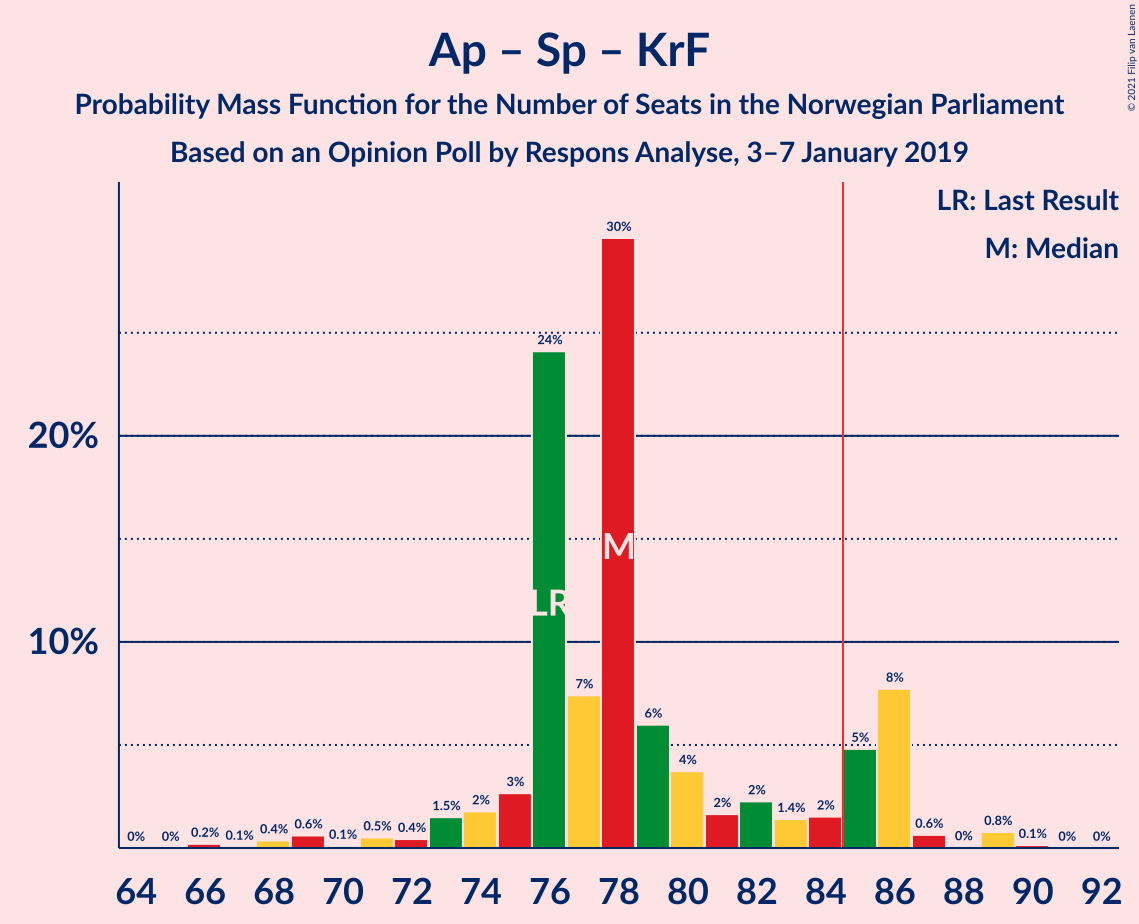 Ap – Sp – KrF
Probability Mass Function for the Number of Seats in the Norwegian Parliament
Based on an Opinion Poll by Respons Analyse, 3–7 January 2019
© 2021 Filip van Laenen
LR: Last Result
M: Median
20%
10%
0% 0% 0.2% 0.1% 0.4% 0.6% 0.1% 0.5% 0.4% 1.5% 2% 3% 24% 7% 30% 6% 4% 2% 2% 1.4% 2% 5% 8% 0.6% 0% 0.8% 0.1% 0% 0%
LR
M
64 66 68 70 72 74 76 78 80 82 84 86 88 90 92